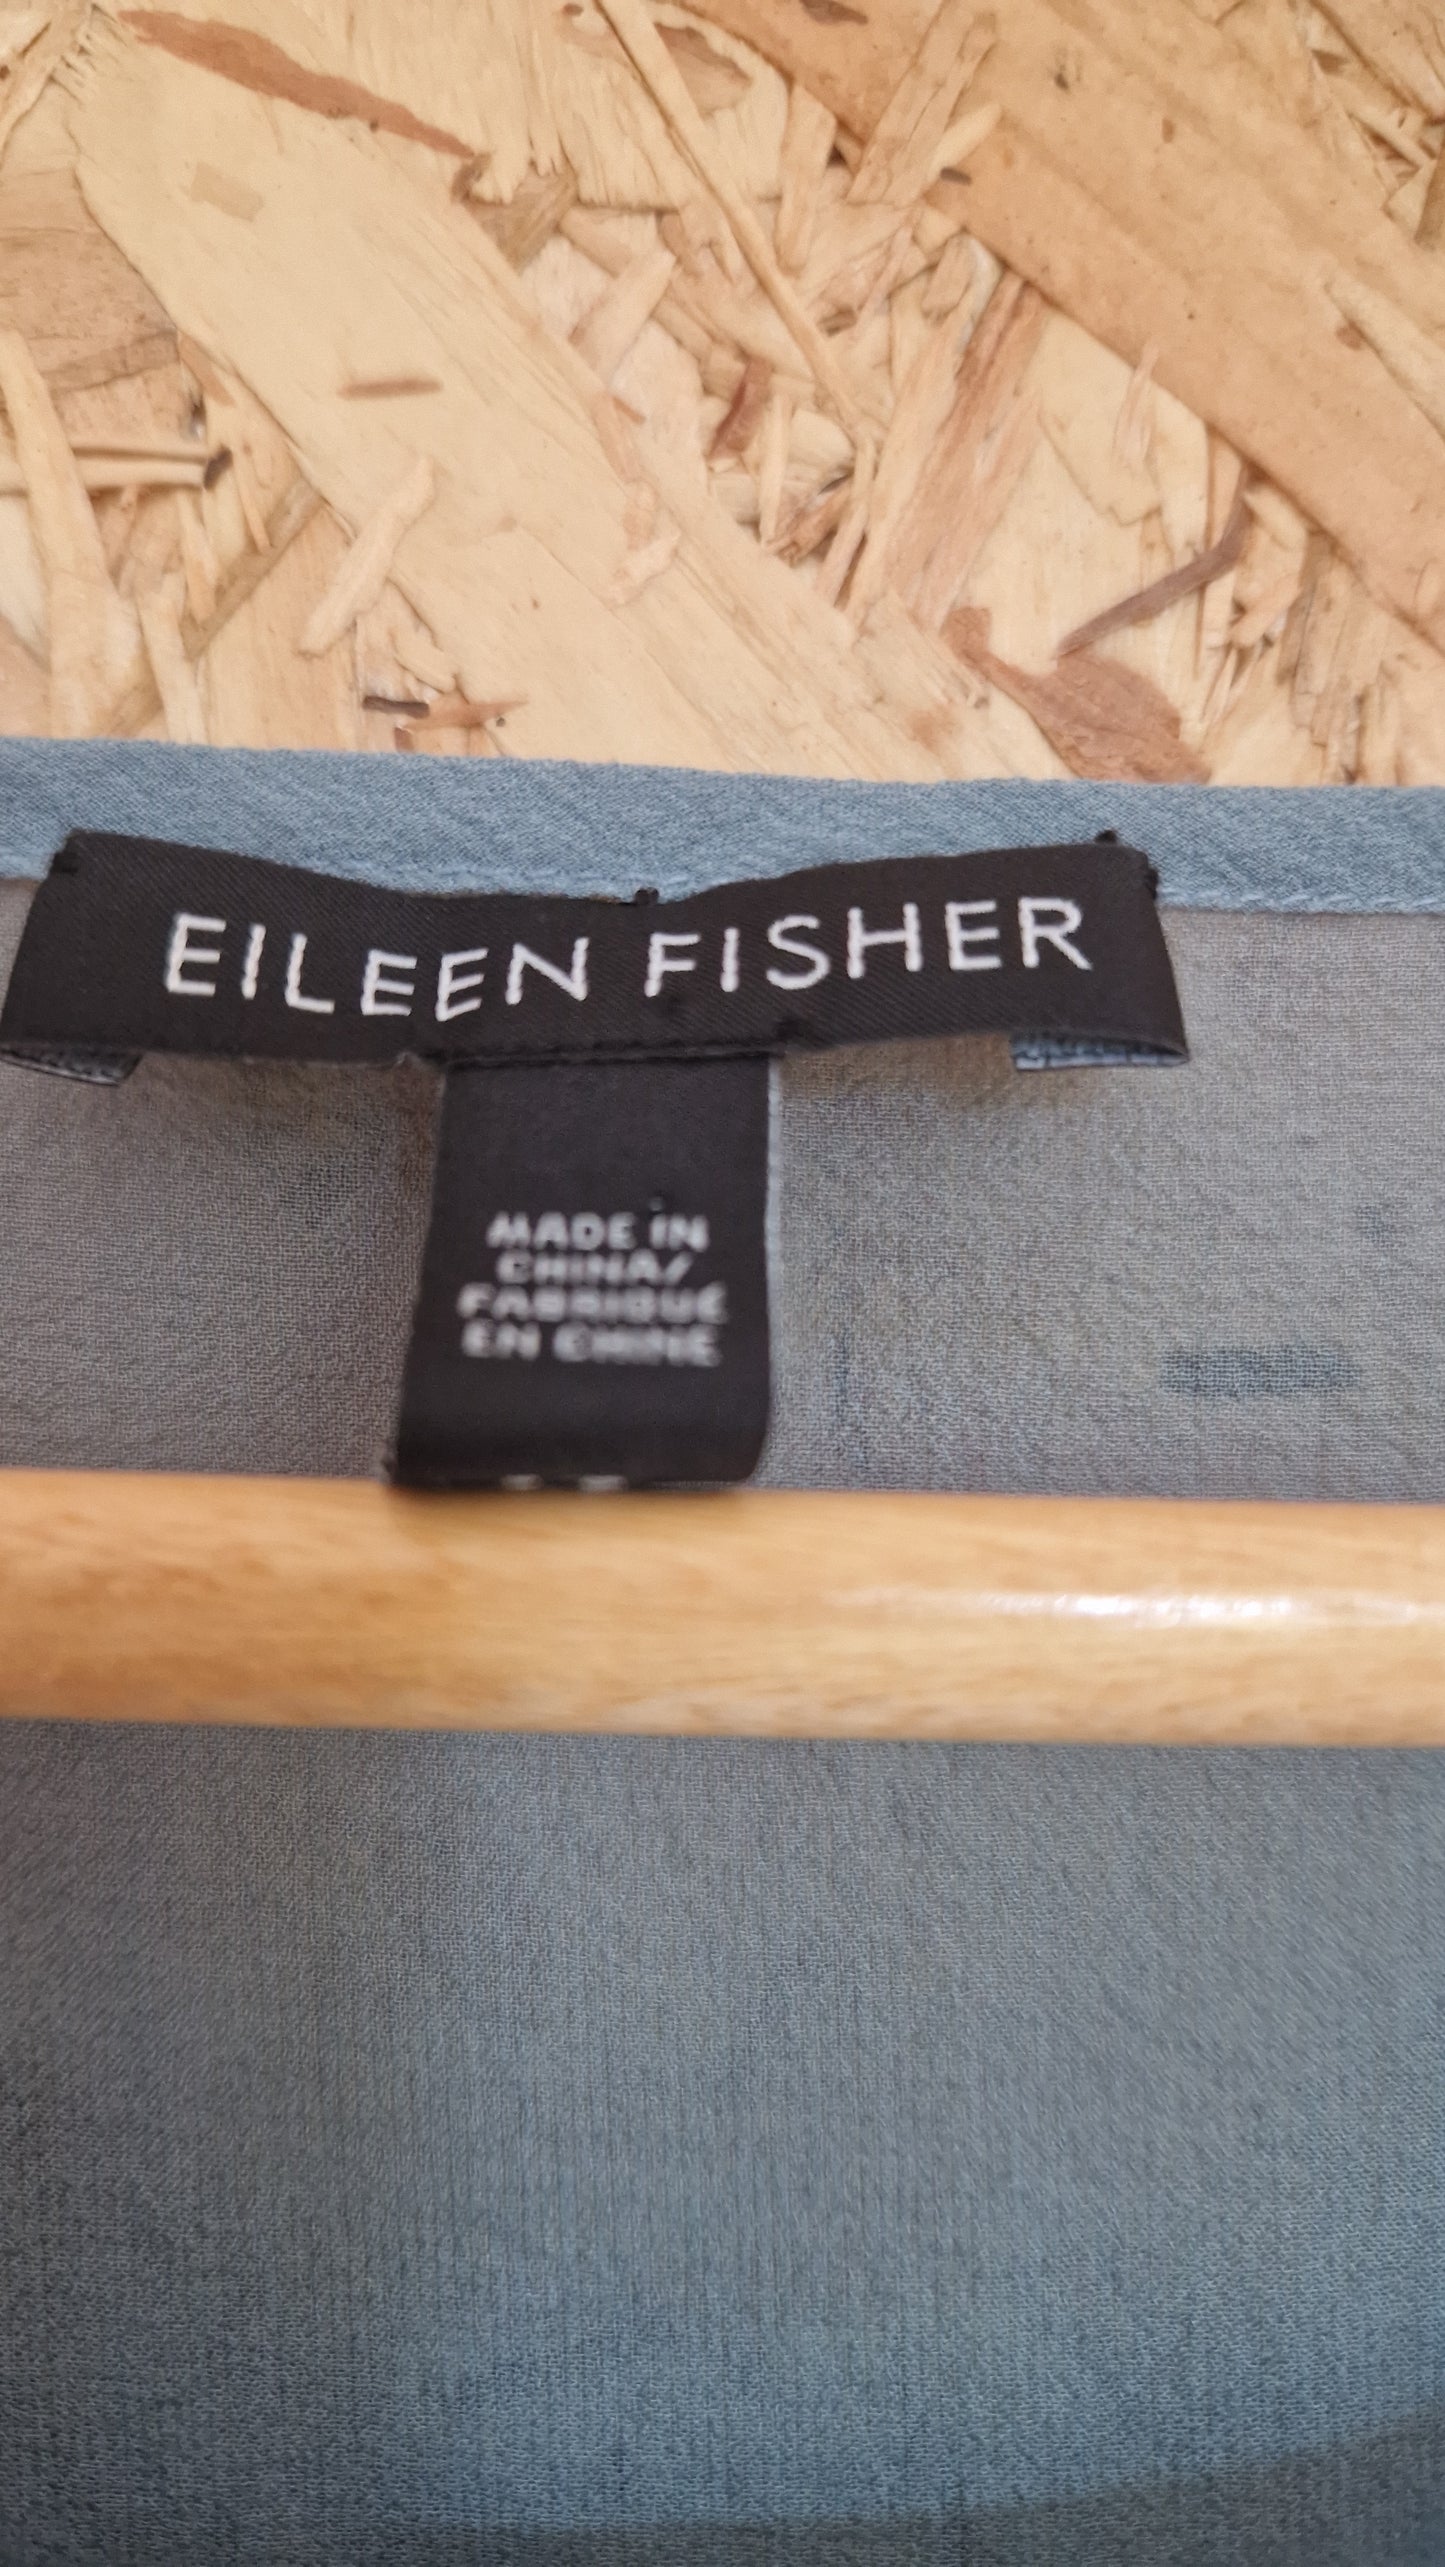 EILEEN FISHER
MADE IN
CHINA/
FABRIQUÉ
EN CHINE